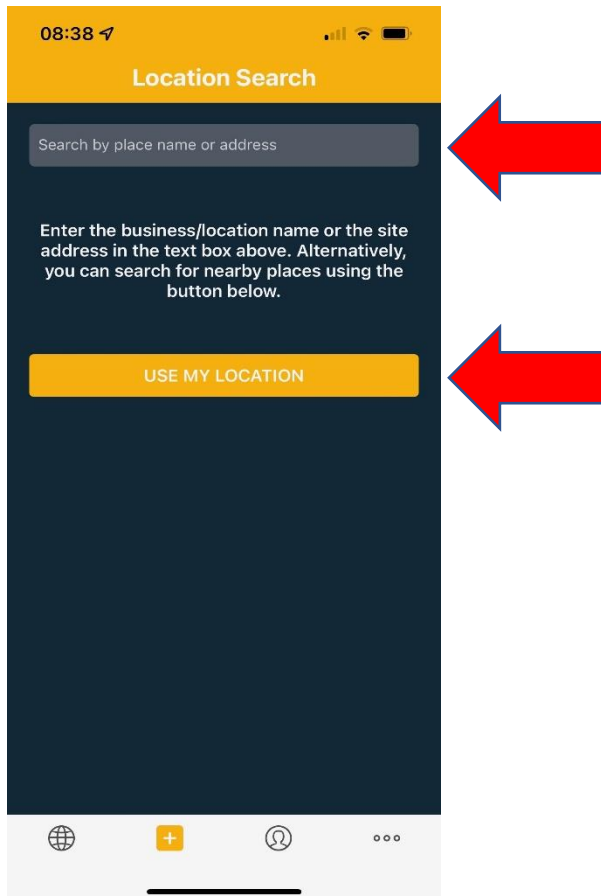 08:38
Location Search
Search by place name or address
Enter the business/location name or the site
address in the text box above. Alternatively,
you can search for nearby places using the
button below.
USE MY LOCATION